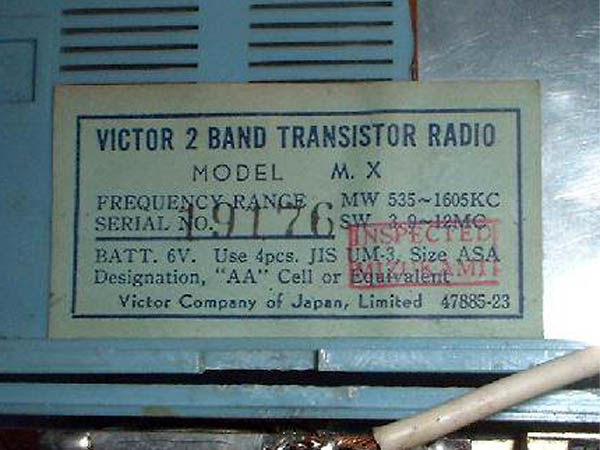 VICTOR 2 BAND TRANSISTOR RADIO
MODEL M. X
FREQUENCY RANGE MW 535~1605KC
SERIAL NO. 19176 SW 3.9~12MC
INSPECTED
MIZUKAMI
BATT. 6V. Use 4pcs. JIS UM-3, Size ASA
Designation, "AA" Cell or Equivalent
Victor Company of Japan, Limited 47885-23